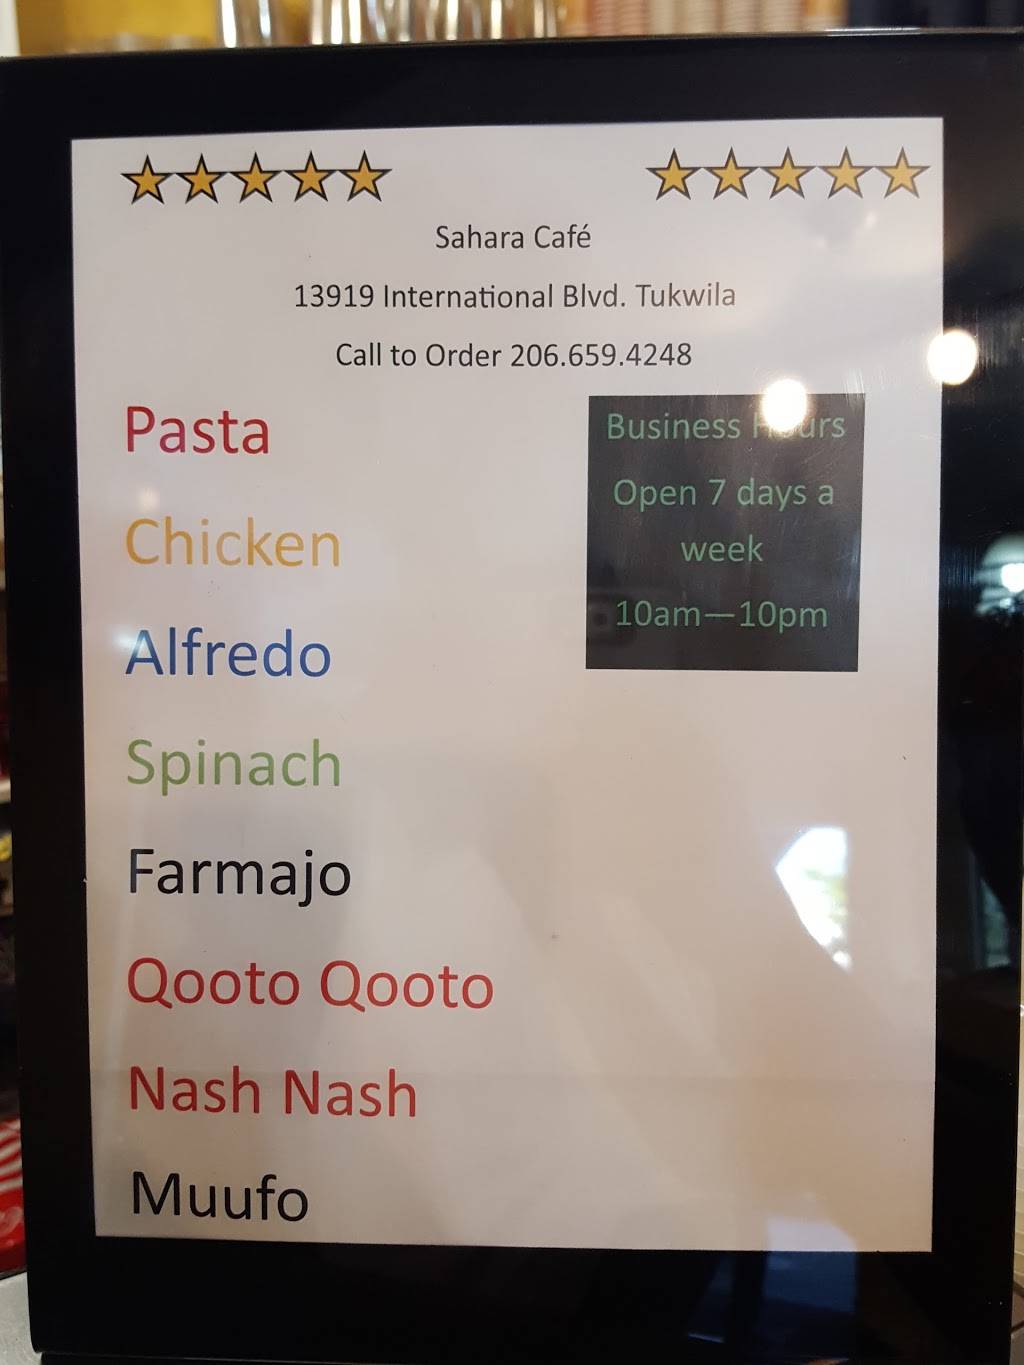 Sahara Café
13919 International Blvd. Tukwila
Call to Order 206.659.4248
Pasta
Chicken
Alfredo
Spinach
Farmajo
Qooto Qooto
Nash Nash
Muufo
Business Hours
Open 7 days a
week
10am—10pm